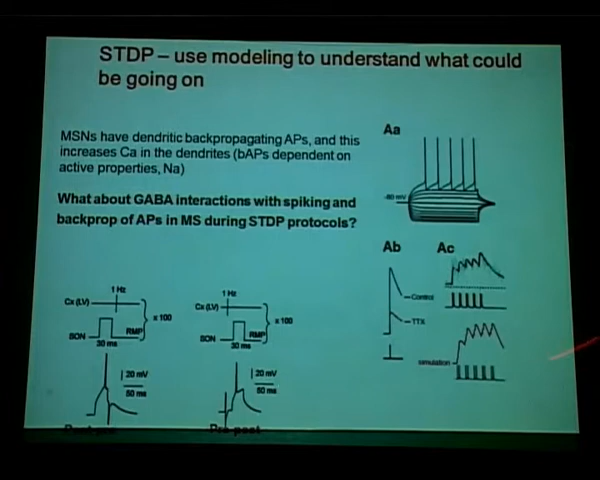 STDP – use modeling to understand what could
be going on
MSNs have dendritic backpropagating APs, and this
increases Ca in the dendrites (bAPs dependent on
active properties, Na)
What about GABA interactions with spiking and
backprop of APs in MS during STDP protocols?
Aa
-80 mV
Ab
Ac
Control
TTX
simulation
1 Hz
Cx (LV)
x 100
SON
RMP
30 ms
20 mV
50 ms
1 Hz
Cx (LV)
x 100
SON
RMP
30 ms
20 mV
50 ms
Pre-post